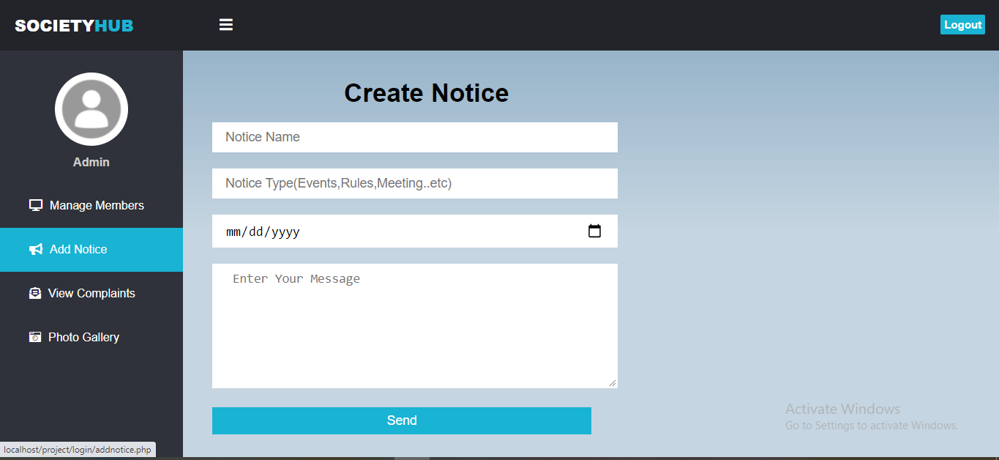 SOCIETYHUB
Logout
Admin
Manage Members
Add Notice
View Complaints
Photo Gallery
Create Notice
Notice Name
Notice Type(Events,Rules,Meeting..etc)
mm/dd/yyyy
Enter Your Message
Send
Activate Windows
Go to Settings to activate Windows.
localhost/project/login/addnotice.php